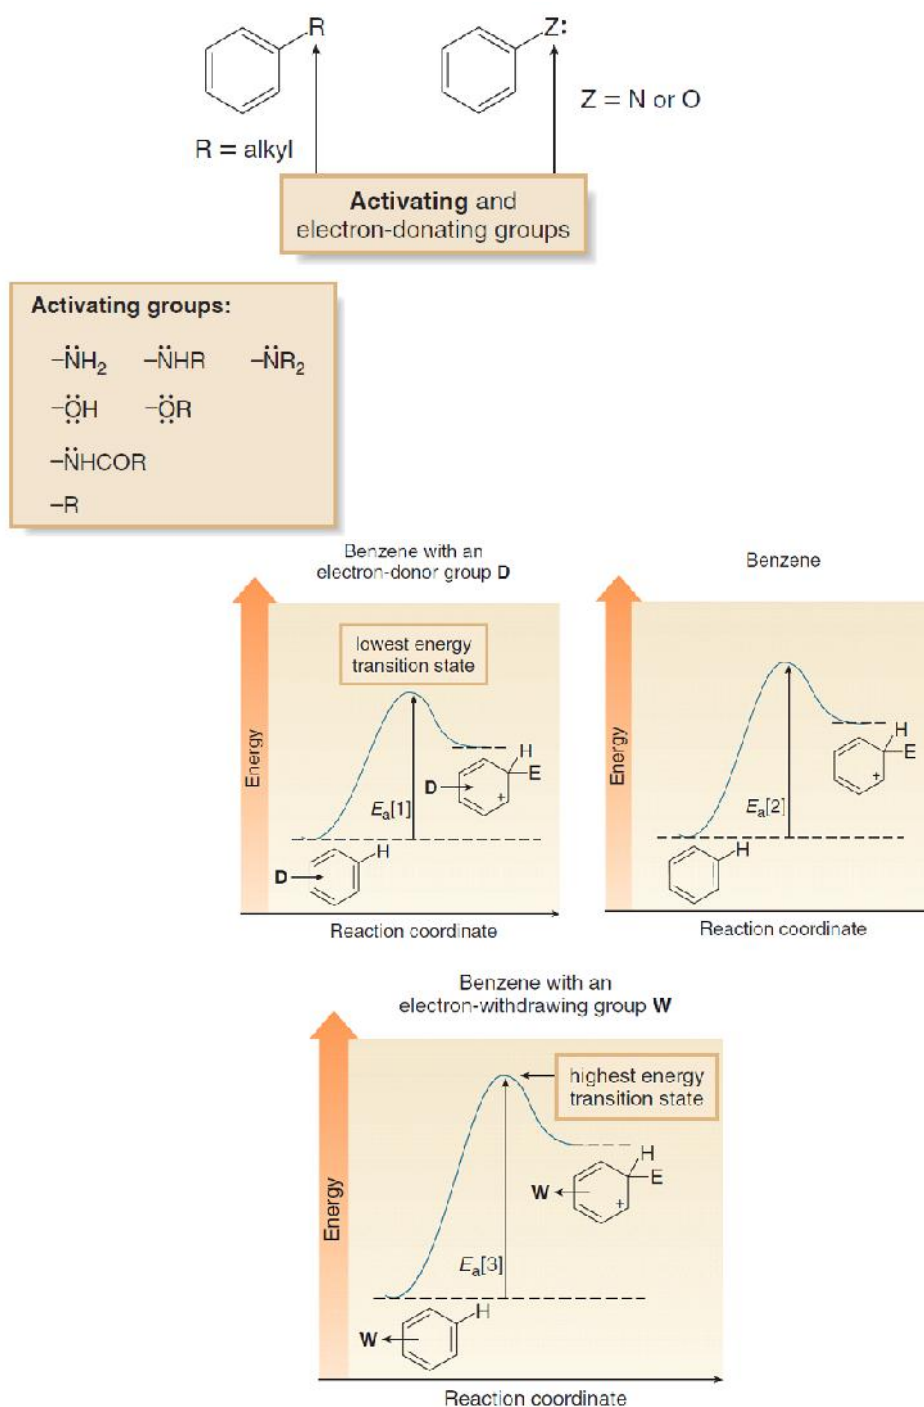 R
Z:
Z = N or O
R = alkyl
Activating and
electron-donating groups
Activating groups:
–N̈H₂ –N̈HR –N̈R₂
–Ö̤H –Ö̤R
–N̈HCOR
–R
Benzene with an
electron-donor group D
Benzene
lowest energy
transition state
Energy
H
E
D
+
Eₐ[1]
H
D
Reaction coordinate
Energy
H
E
+
Eₐ[2]
H
Reaction coordinate
Benzene with an
electron-withdrawing group W
highest energy
transition state
Energy
H
E
W
+
Eₐ[3]
H
W
Reaction coordinate